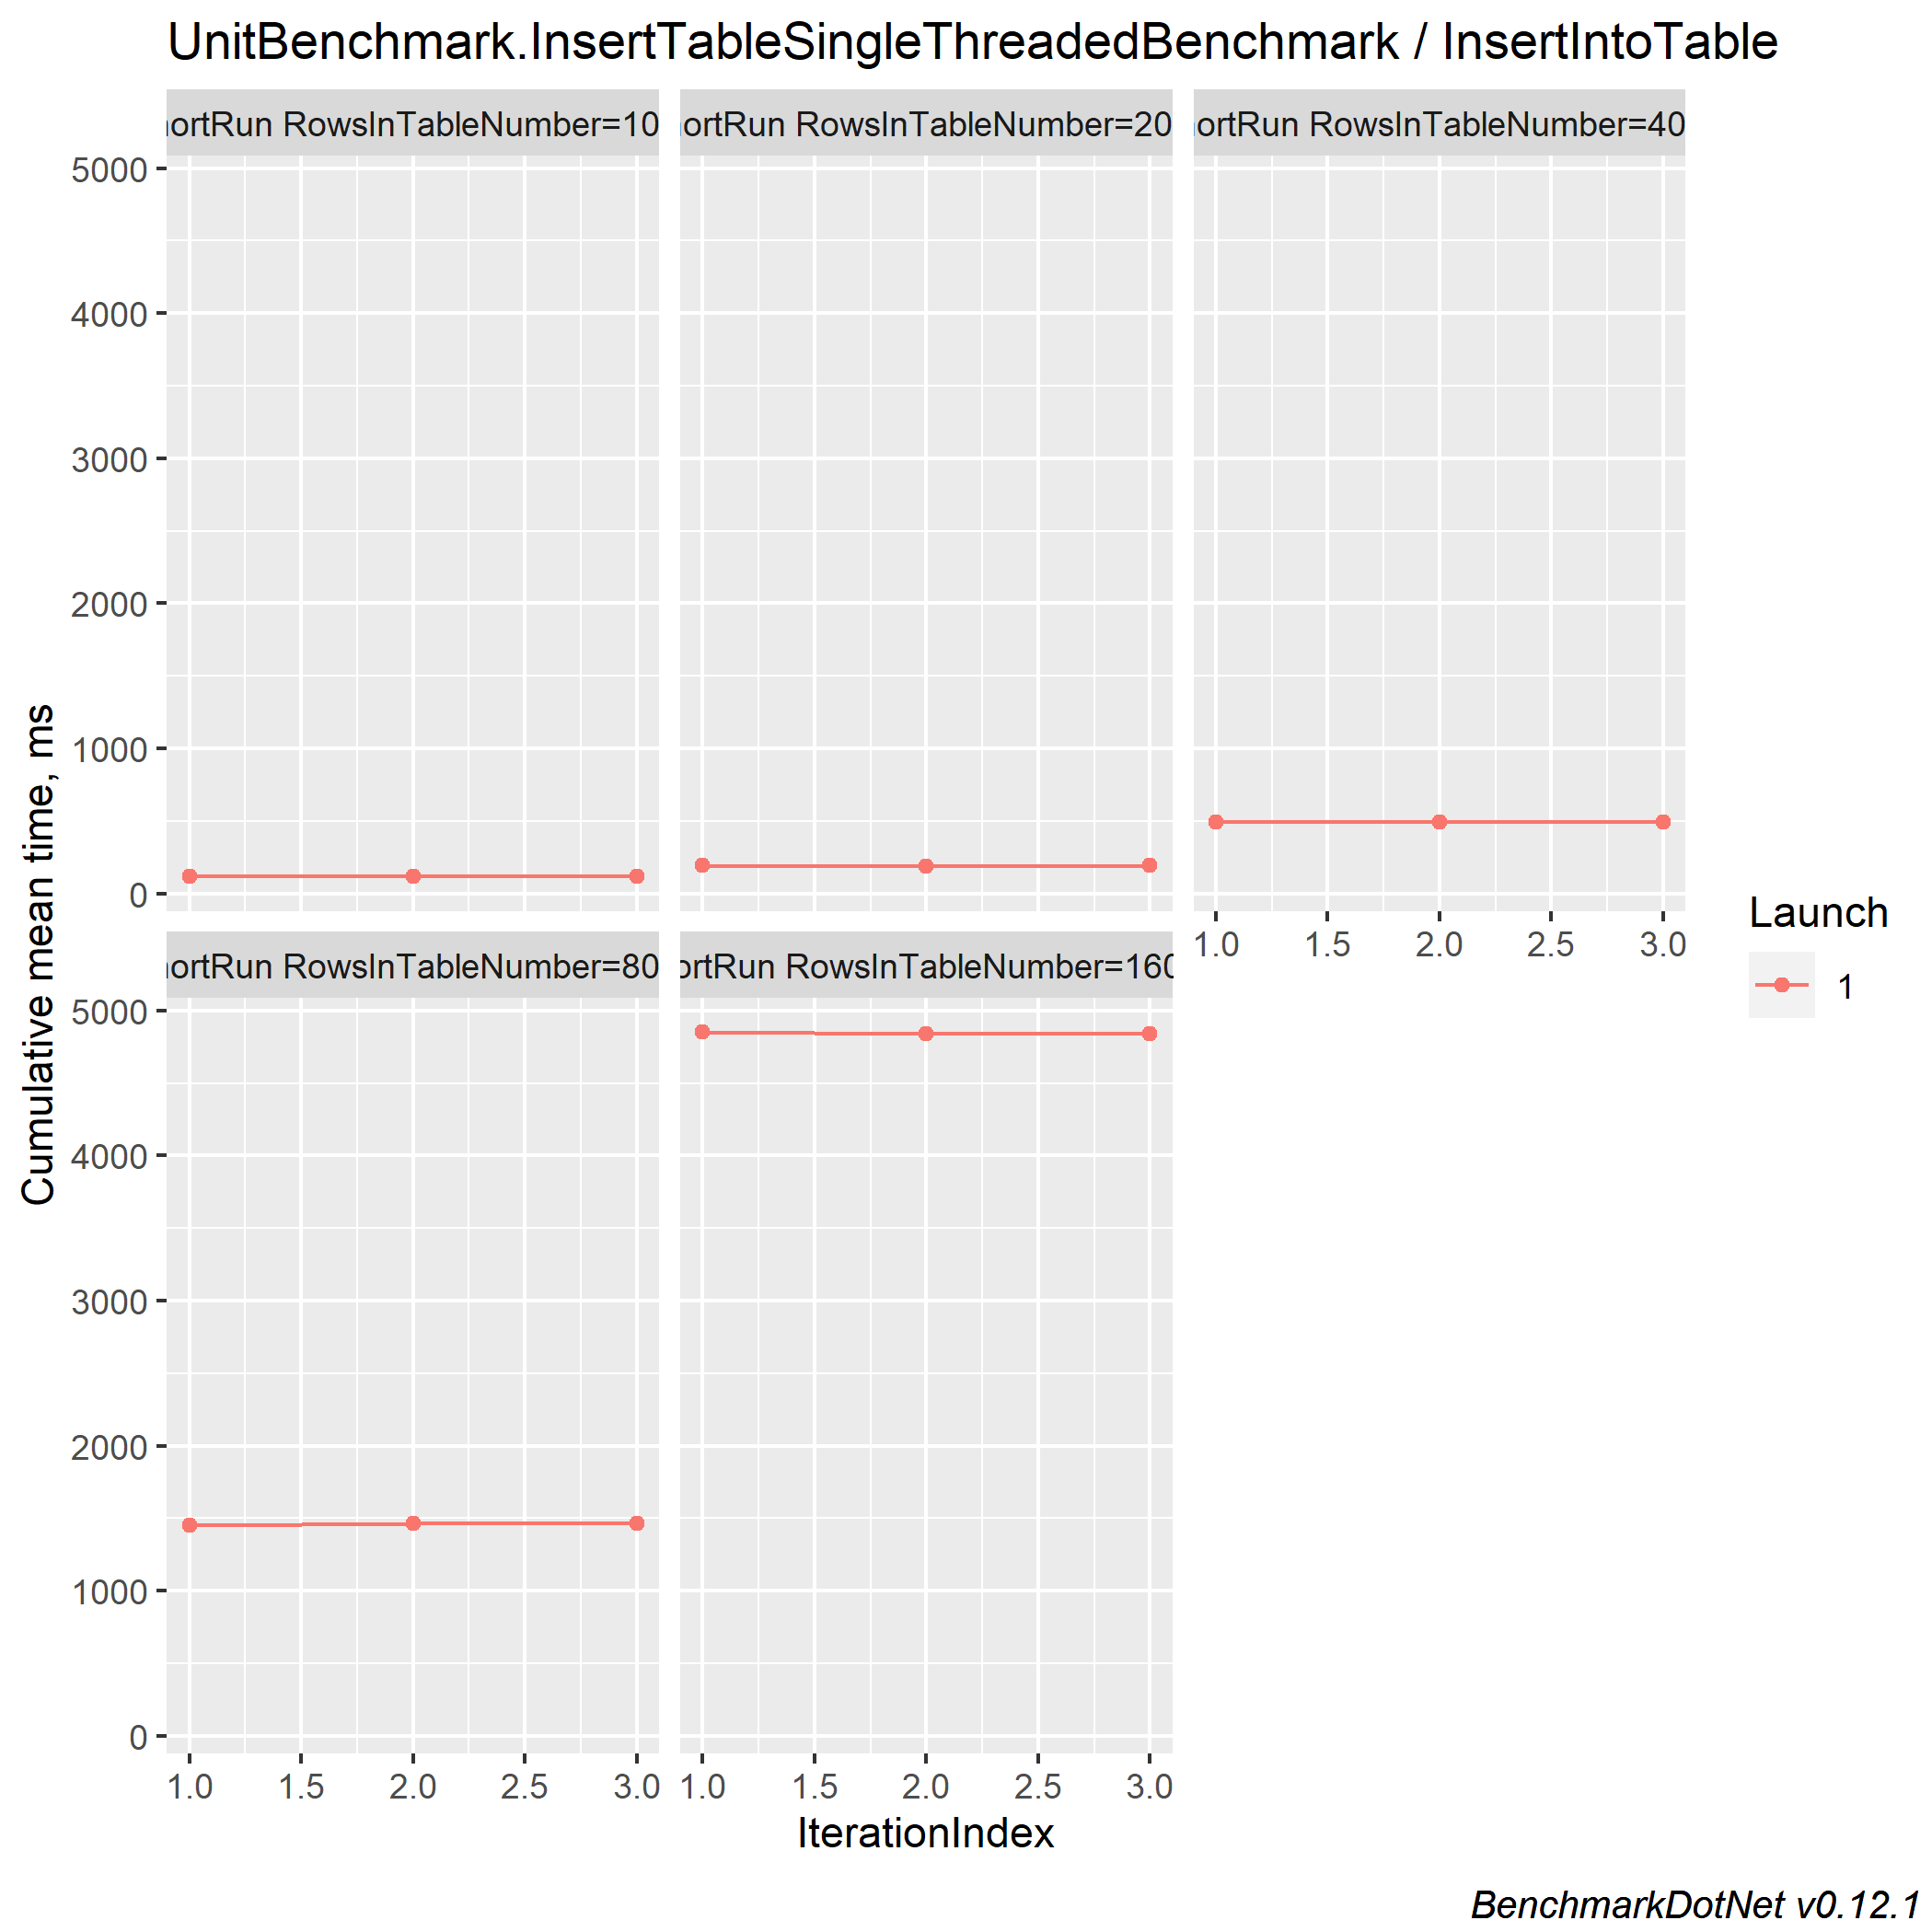 UnitBenchmark.InsertTableSingleThreadedBenchmark / InsertIntoTable
ortRun RowsInTableNumber=10
ortRun RowsInTableNumber=20
ortRun RowsInTableNumber=40
5000
4000
3000
2000
1000
0
1.0 1.5 2.0 2.5 3.0
ortRun RowsInTableNumber=80
ortRun RowsInTableNumber=160
5000
4000
3000
2000
1000
0
1.0 1.5 2.0 2.5 3.0
1.0 1.5 2.0 2.5 3.0
Cumulative mean time, ms
IterationIndex
Launch
1
BenchmarkDotNet v0.12.1